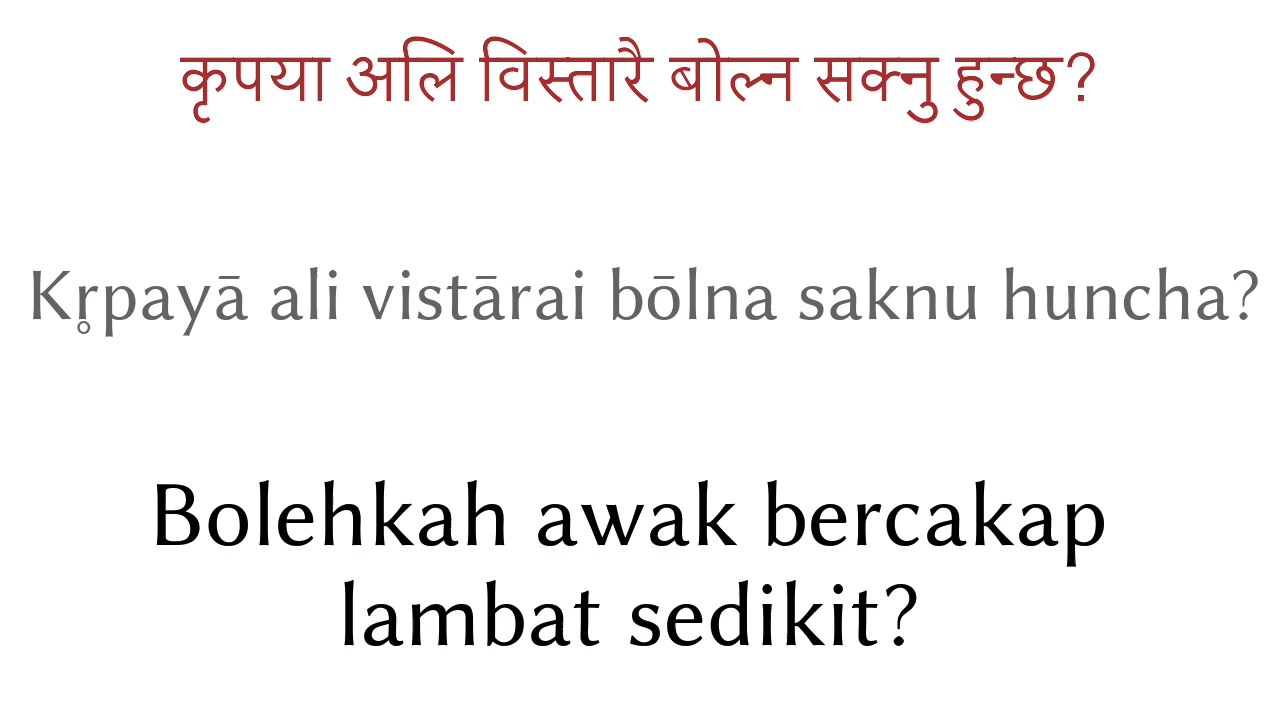 कृपया अलि विस्तारै बोल्न सक्नु हुन्छ?
Kr̥payā ali vistārai bōlna saknu huncha?
Bolehkah awak bercakap
lambat sedikit?